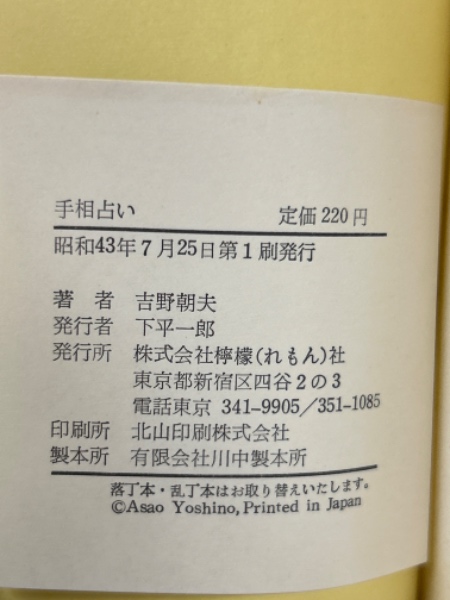 手相占い 定価220円
昭和43年7月25日第1刷発行
著者 吉野朝夫
発行者 下平一郎
発行所 株式会社檸檬(れもん)社
東京都新宿区四谷2の3
電話東京 341-9905/351-1085
印刷所 北山印刷株式会社
製本所 有限会社川中製本所
落丁本・乱丁本はお取り替えいたします。
©Asao Yoshino, Printed in Japan